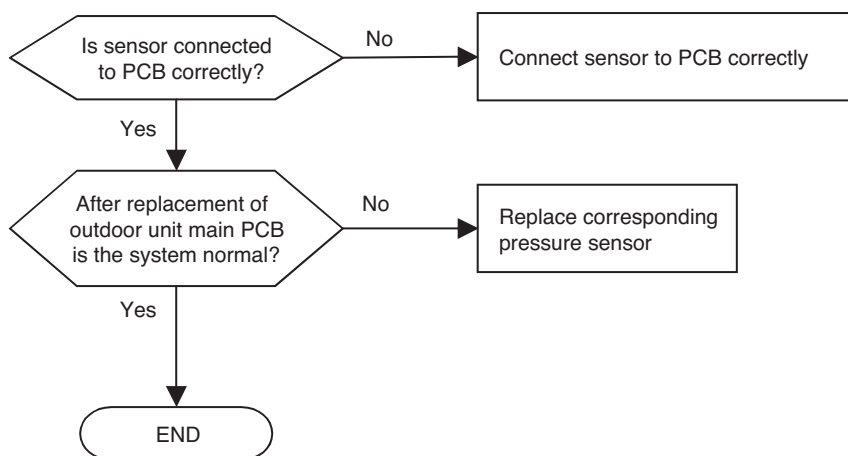 Is sensor connected
to PCB correctly?
No
Connect sensor to PCB correctly
Yes
After replacement of
outdoor unit main PCB
is the system normal?
No
Replace corresponding
pressure sensor
Yes
END